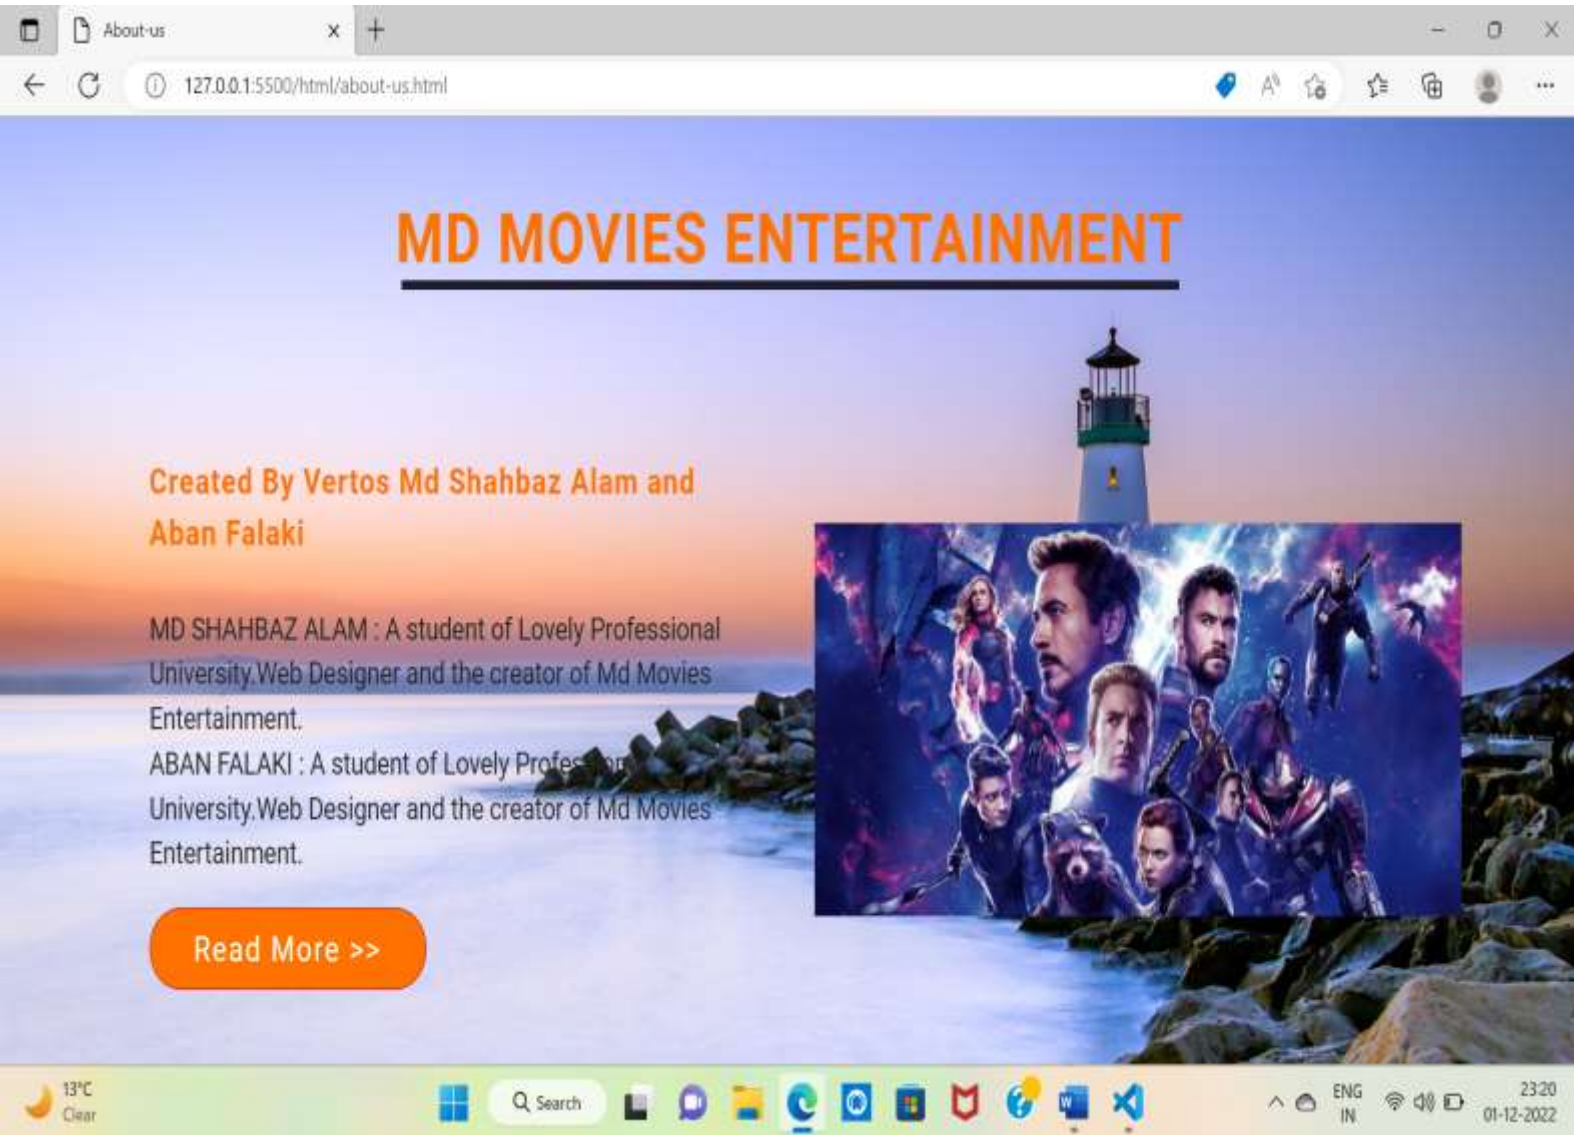 About-us
127.0.0.1:5500/html/about-us.html
MD MOVIES ENTERTAINMENT
Created By Vertos Md Shahbaz Alam and
Aban Falaki
MD SHAHBAZ ALAM : A student of Lovely Professional
University.Web Designer and the creator of Md Movies
Entertainment.
ABAN FALAKI : A student of Lovely Professional
University.Web Designer and the creator of Md Movies
Entertainment.
Read More >>
13°C
Clear
Search
ENG
IN
23:20
01-12-2022